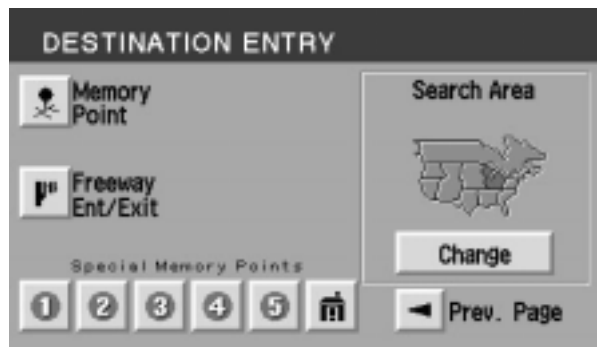 DESTINATION ENTRY
Memory
Point
Search Area
Freeway
Ent/Exit
Change
Special Memory Points
1 2 3 4 5
Prev. Page